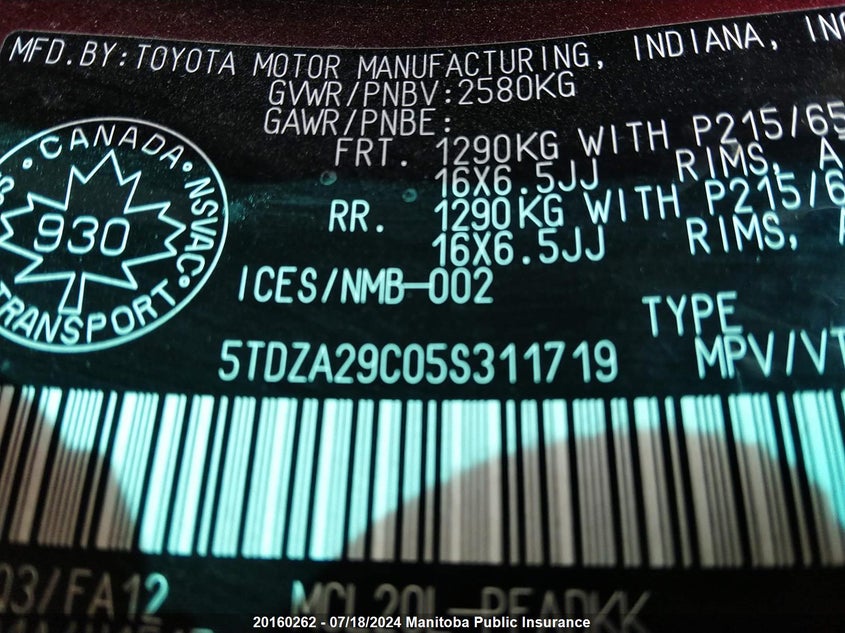 MFD.BY:TOYOTA MOTOR MANUFACTURING, INDIANA, INC
GVWR/PNBV:2580KG
GAWR/PNBE:
FRT. 1290KG WITH P215/65
16X6.5JJ RIMS, A
RR. 1290KG WITH P215/6
16X6.5JJ RIMS, A
CANADA
NSVAC
930
TRANSPORT
ICES/NMB-002
TYPE
5TDZA29C05S311719 MPV/VT
Q3/FA12
20160262 - 07/18/2024 Manitoba Public Insurance